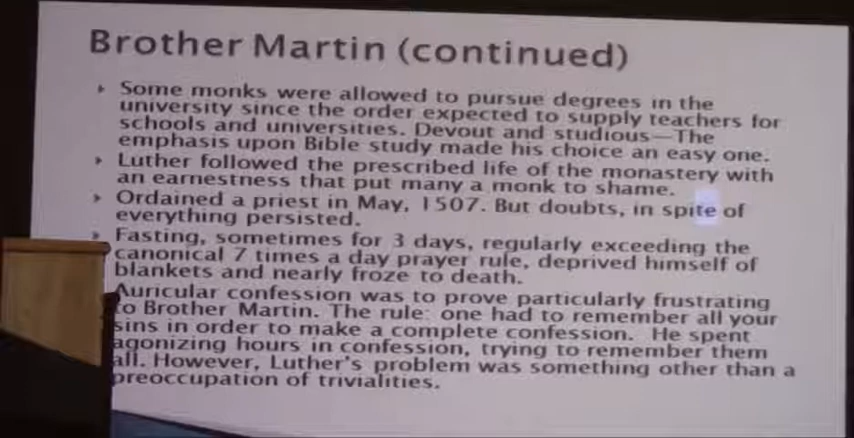 Brother Martin (continued)
Some monks were allowed to pursue degrees in the
university since the order expected to supply teachers for
schools and universities. Devout and studious—The
emphasis upon Bible study made his choice an easy one.
Luther followed the prescribed life of the monastery with
an earnestness that put many a monk to shame.
Ordained a priest in May, 1507. But doubts, in spite of
everything persisted.
Fasting, sometimes for 3 days, regularly exceeding the
canonical 7 times a day prayer rule, deprived himself of
blankets and nearly froze to death.
Auricular confession was to prove particularly frustrating
to Brother Martin. The rule: one had to remember all your
sins in order to make a complete confession. He spent
agonizing hours in confession, trying to remember them
all. However, Luther's problem was something other than a
preoccupation of trivialities.